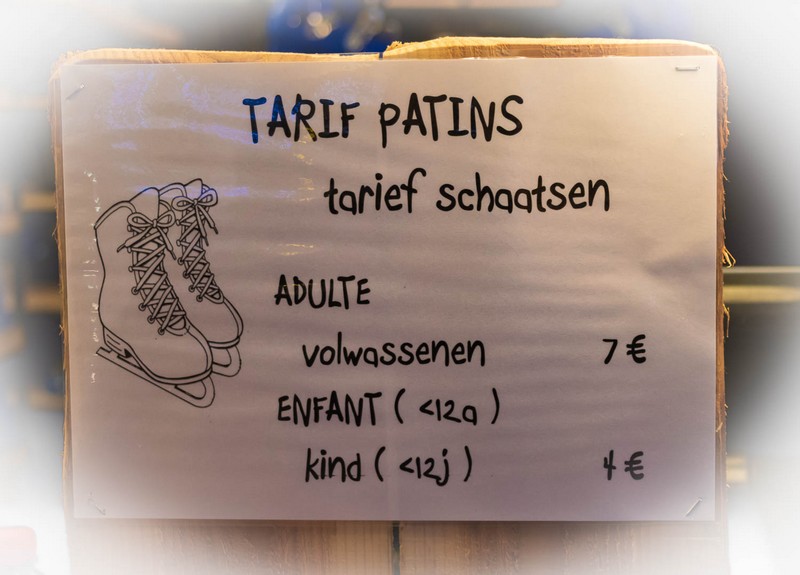 TARIF PATINS
tarief schaatsen
ADULTE
volwassenen 7 €
ENFANT ( <12a )
kind ( <12j ) 4 €